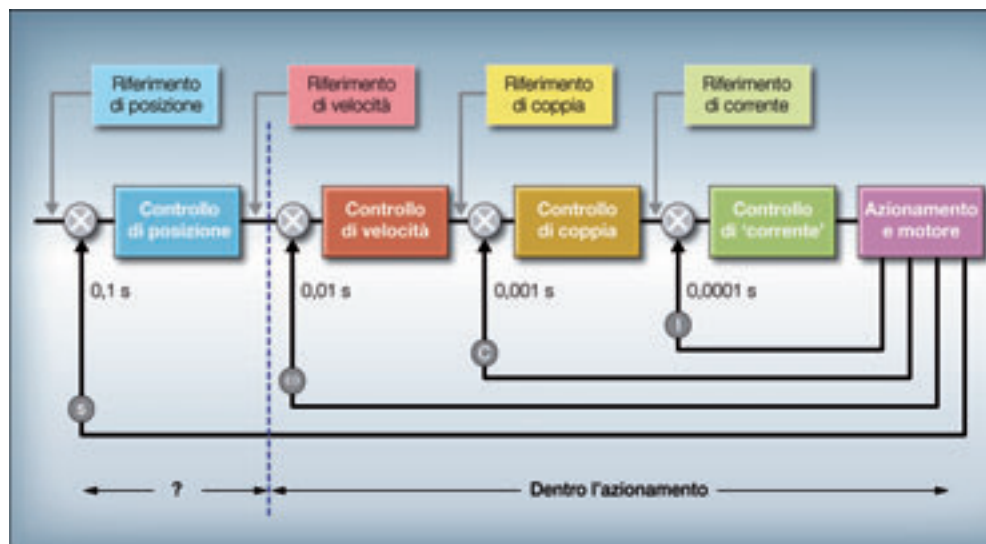 Riferimento
di posizione
Riferimento
di velocità
Riferimento
di coppia
Riferimento
di corrente
Controllo
di posizione
Controllo
di velocità
Controllo
di coppia
Controllo
di ‘corrente’
Azionamento
e motore
0,1 s
0,01 s
0,001 s
0,0001 s
I
C
s
?
Dentro l'azionamento